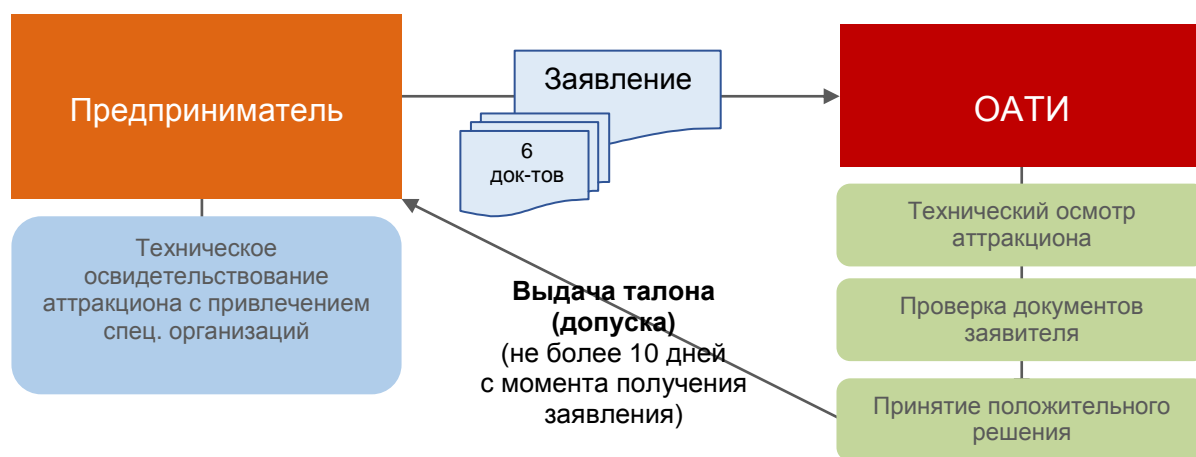 Предприниматель
Заявление
6
док-тов
ОАТИ
Техническое
освидетельствование
аттракциона с привлечением
спец. организаций
Выдача талона
(допуска)
(не более 10 дней
с момента получения
заявления)
Технический осмотр
аттракциона
Проверка документов
заявителя
Принятие положительного
решения